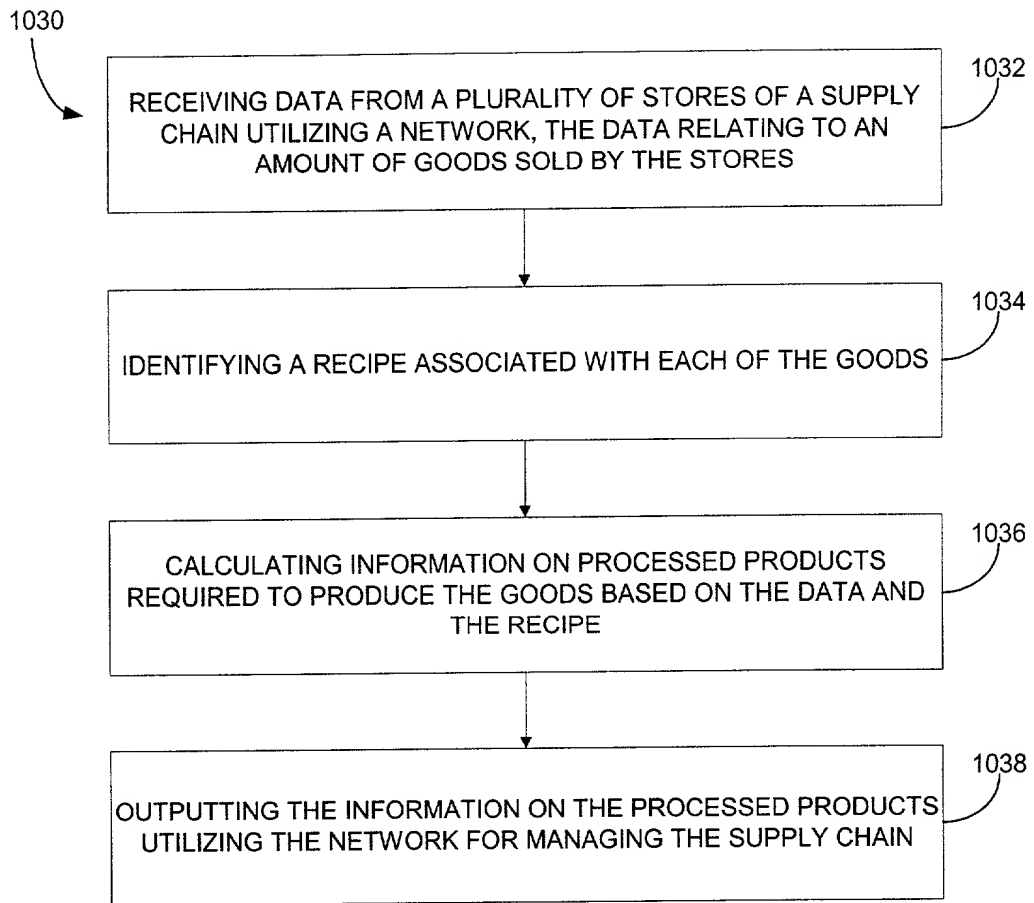 1030
1032
RECEIVING DATA FROM A PLURALITY OF STORES OF A SUPPLY
CHAIN UTILIZING A NETWORK, THE DATA RELATING TO AN
AMOUNT OF GOODS SOLD BY THE STORES
1034
IDENTIFYING A RECIPE ASSOCIATED WITH EACH OF THE GOODS
1036
CALCULATING INFORMATION ON PROCESSED PRODUCTS
REQUIRED TO PRODUCE THE GOODS BASED ON THE DATA AND
THE RECIPE
1038
OUTPUTTING THE INFORMATION ON THE PROCESSED PRODUCTS
UTILIZING THE NETWORK FOR MANAGING THE SUPPLY CHAIN